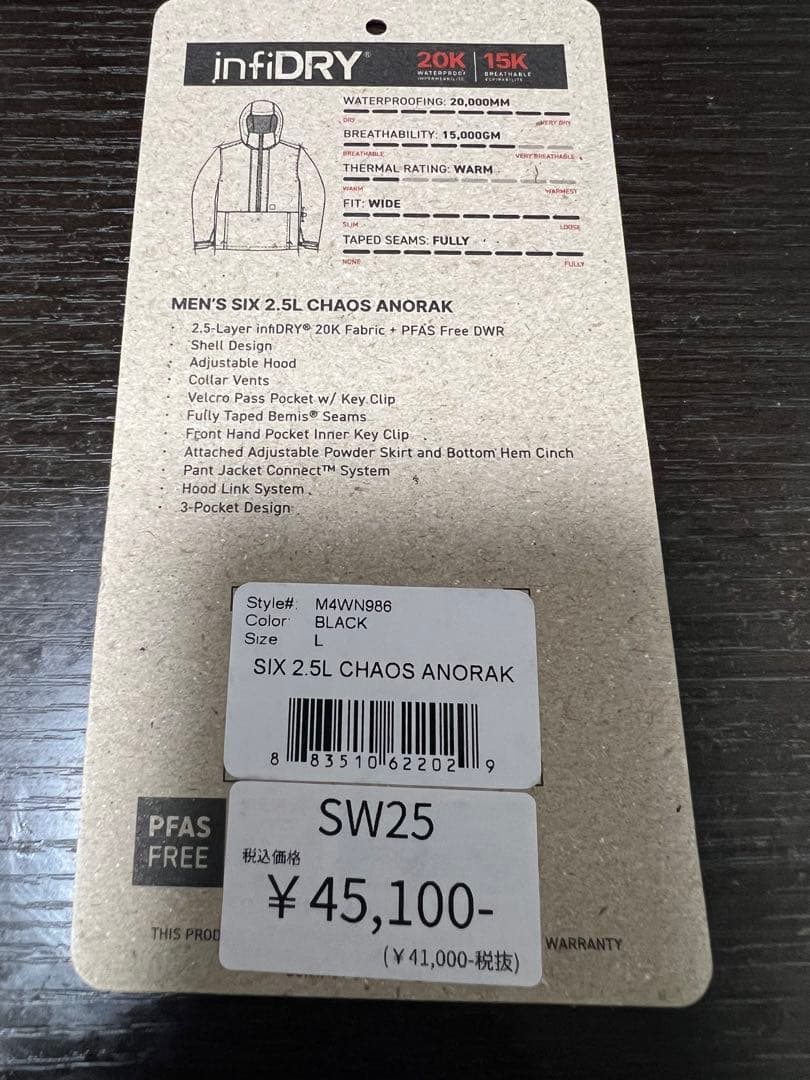 infiDRY®
20K 15K
WATERPROOF BREATHABLE
WATERPROOFING: 20,000MM
DRY VERY DRY
BREATHABILITY: 15,000GM
BREATHABLE VERY BREATHABLE
THERMAL RATING: WARM
WARM WARMEST
FIT: WIDE
SLIM LOOSE
TAPED SEAMS: FULLY
NONE FULLY
MEN'S SIX 2.5L CHAOS ANORAK
· 2.5-Layer infiDRY® 20K Fabric + PFAS Free DWR
· Shell Design
· Adjustable Hood
· Collar Vents
· Velcro Pass Pocket w/ Key Clip
· Fully Taped Bemis® Seams
· Front Hand Pocket Inner Key Clip
· Attached Adjustable Powder Skirt and Bottom Hem Cinch
· Pant Jacket Connect™ System
· Hood Link System
· 3-Pocket Design
Style#: M4WN986
Color: BLACK
Size L
SIX 2.5L CHAOS ANORAK
8 83510 62202 9
PFAS
FREE
SW25
税込価格
¥45,100-
(¥41,000-税抜)
THIS PROD
WARRANTY